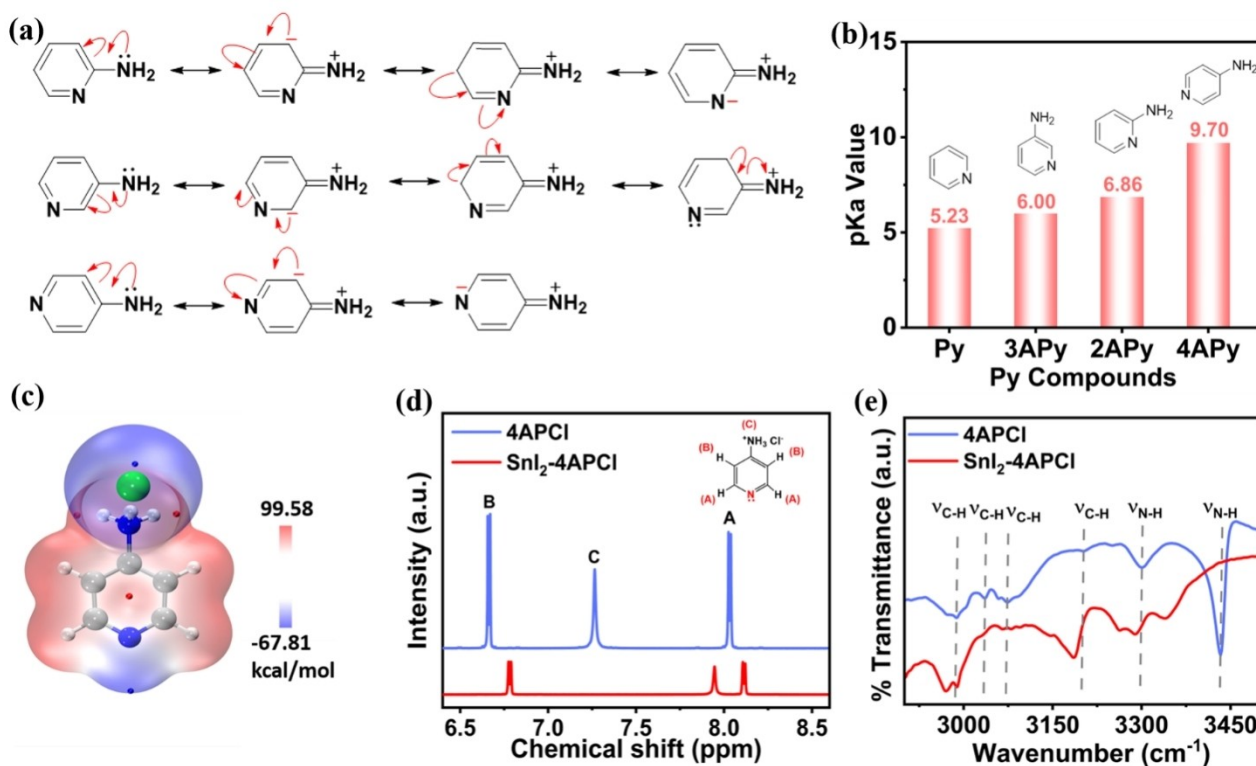 (a)
N
N̈H₂
N
+
NH₂
−
N
+
NH₂
N
−
+
NH₂
N
N̈H₂
N
−
+
NH₂
N
+
NH₂
N̤
+
NH₂
N
N̈H₂
N
−
+
NH₂
N
−
+
NH₂
(b)
pKa Value
15
10
5
0
N
5.23
NH₂
N
6.00
NH₂
N
6.86
N
NH₂
9.70
Py 3APy 2APy 4APy
Py Compounds
(c)
99.58
-67.81
kcal/mol
(d)
4APCl
SnI₂-4APCl
Intensity (a.u.)
B
C
A
(C)
⁺NH₃ Cl⁻
(B) H H (B)
H N̤ H
(A) (A)
6.5 7.0 7.5 8.0 8.5
Chemical shift (ppm)
(e)
4APCl
SnI₂-4APCl
% Transmittance (a.u.)
νC-H νC-H νC-H νC-H νN-H νN-H
3000 3150 3300 3450
Wavenumber (cm⁻¹)